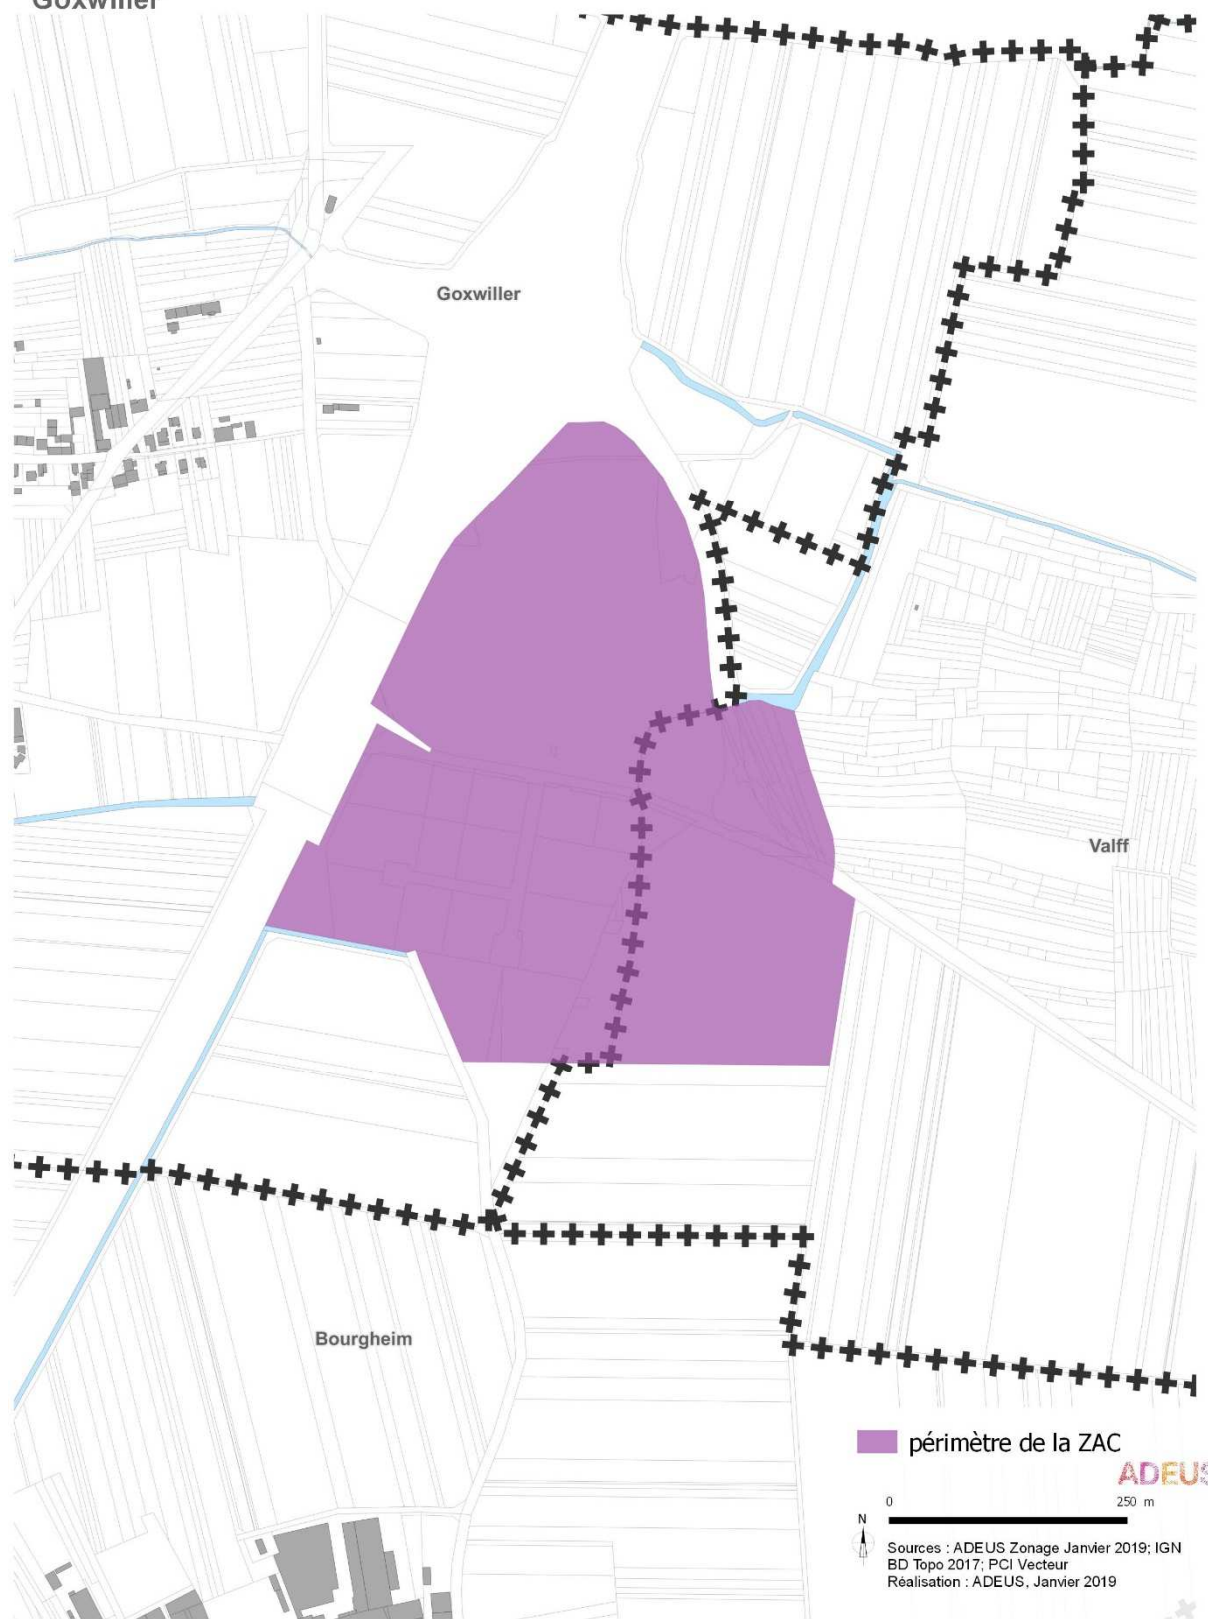 Goxwiller
Goxwiller
Valff
Bourgheim
périmètre de la ZAC
ADEUS
0 250 m
N
Sources : ADEUS Zonage Janvier 2019; IGN
BD Topo 2017; PCI Vecteur
Réalisation : ADEUS, Janvier 2019